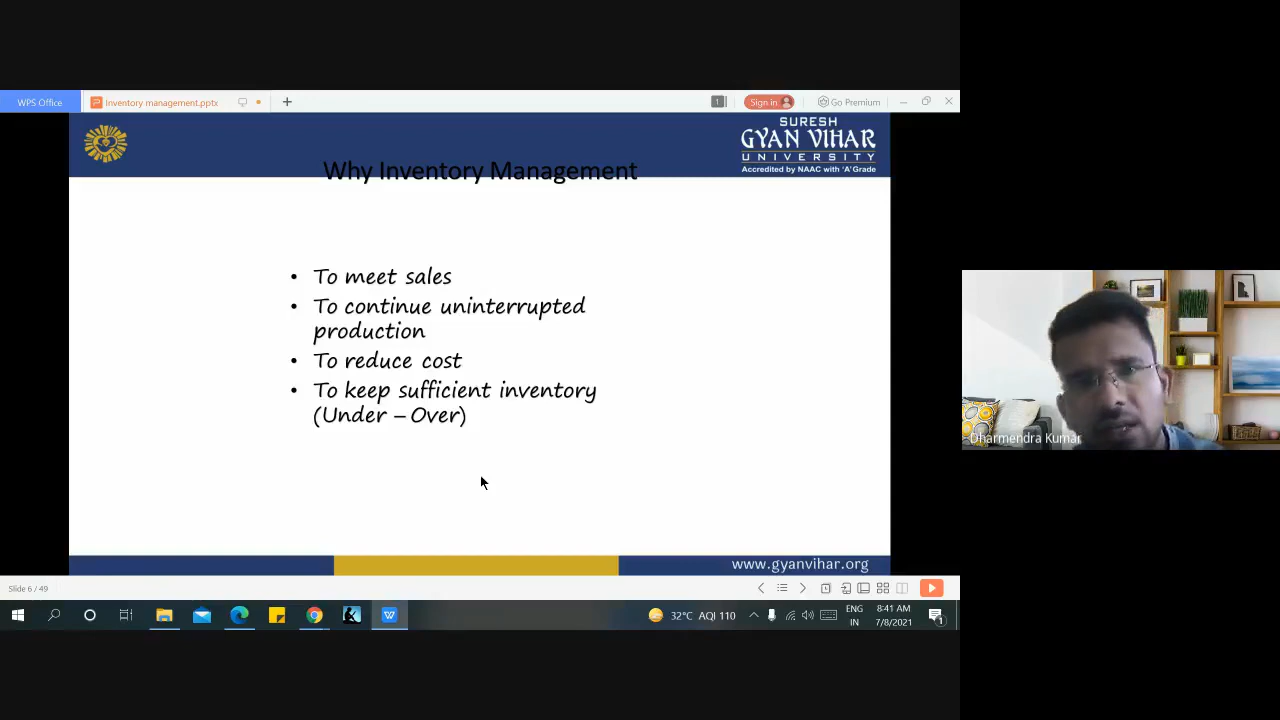 WPS Office
Inventory management.pptx
1
Sign in
Go Premium
SURESH
GYAN VIHAR
UNIVERSITY
Accredited by NAAC with 'A' Grade
Why Inventory Management
• To meet sales
• To continue uninterrupted
production
• To reduce cost
• To keep sufficient inventory
(Under – Over)
Dharmendra Kumar
www.gyanvihar.org
Slide 6 / 49
32°C AQI 110
ENG
IN
8:41 AM
7/8/2021
1